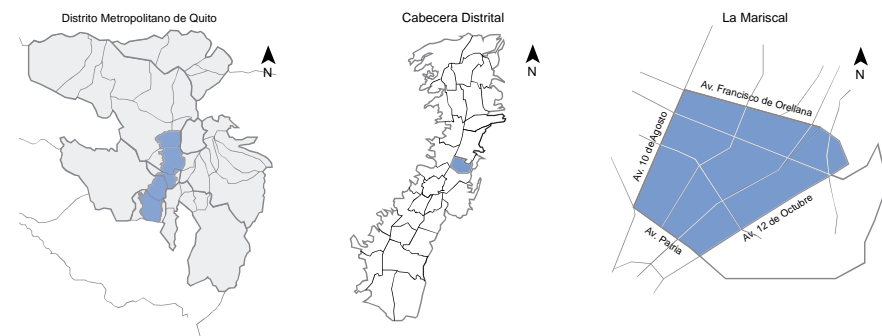 Distrito Metropolitano de Quito
N
Cabecera Distrital
N
La Mariscal
N
Av. Francisco de Orellana
Av. 10 deAgosto
Av. 12 de Octubre
Av. Patria